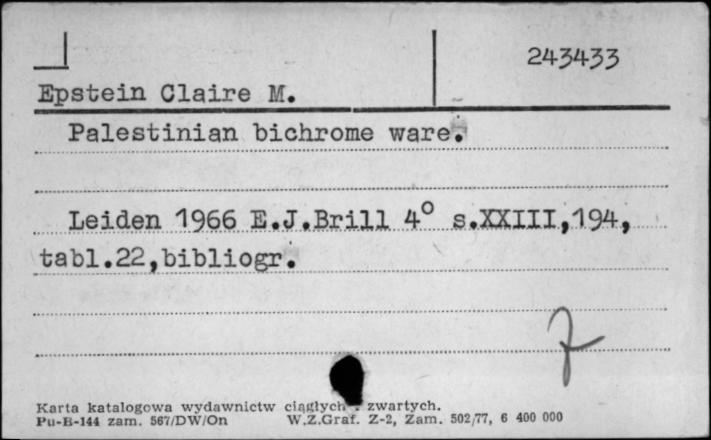 243433
Epstein Claire M.
Palestinian bichrome ware.
Leiden 1966 E.J.Brill 4° s.XXIII,194,
tabl.22,bibliogr.
Karta katalogowa wydawnictw ciągłych zwartych.
Pu-B-144 zam. 567/DW/On W.Z.Graf. Z-2, Zam. 502/77, 6 400 000